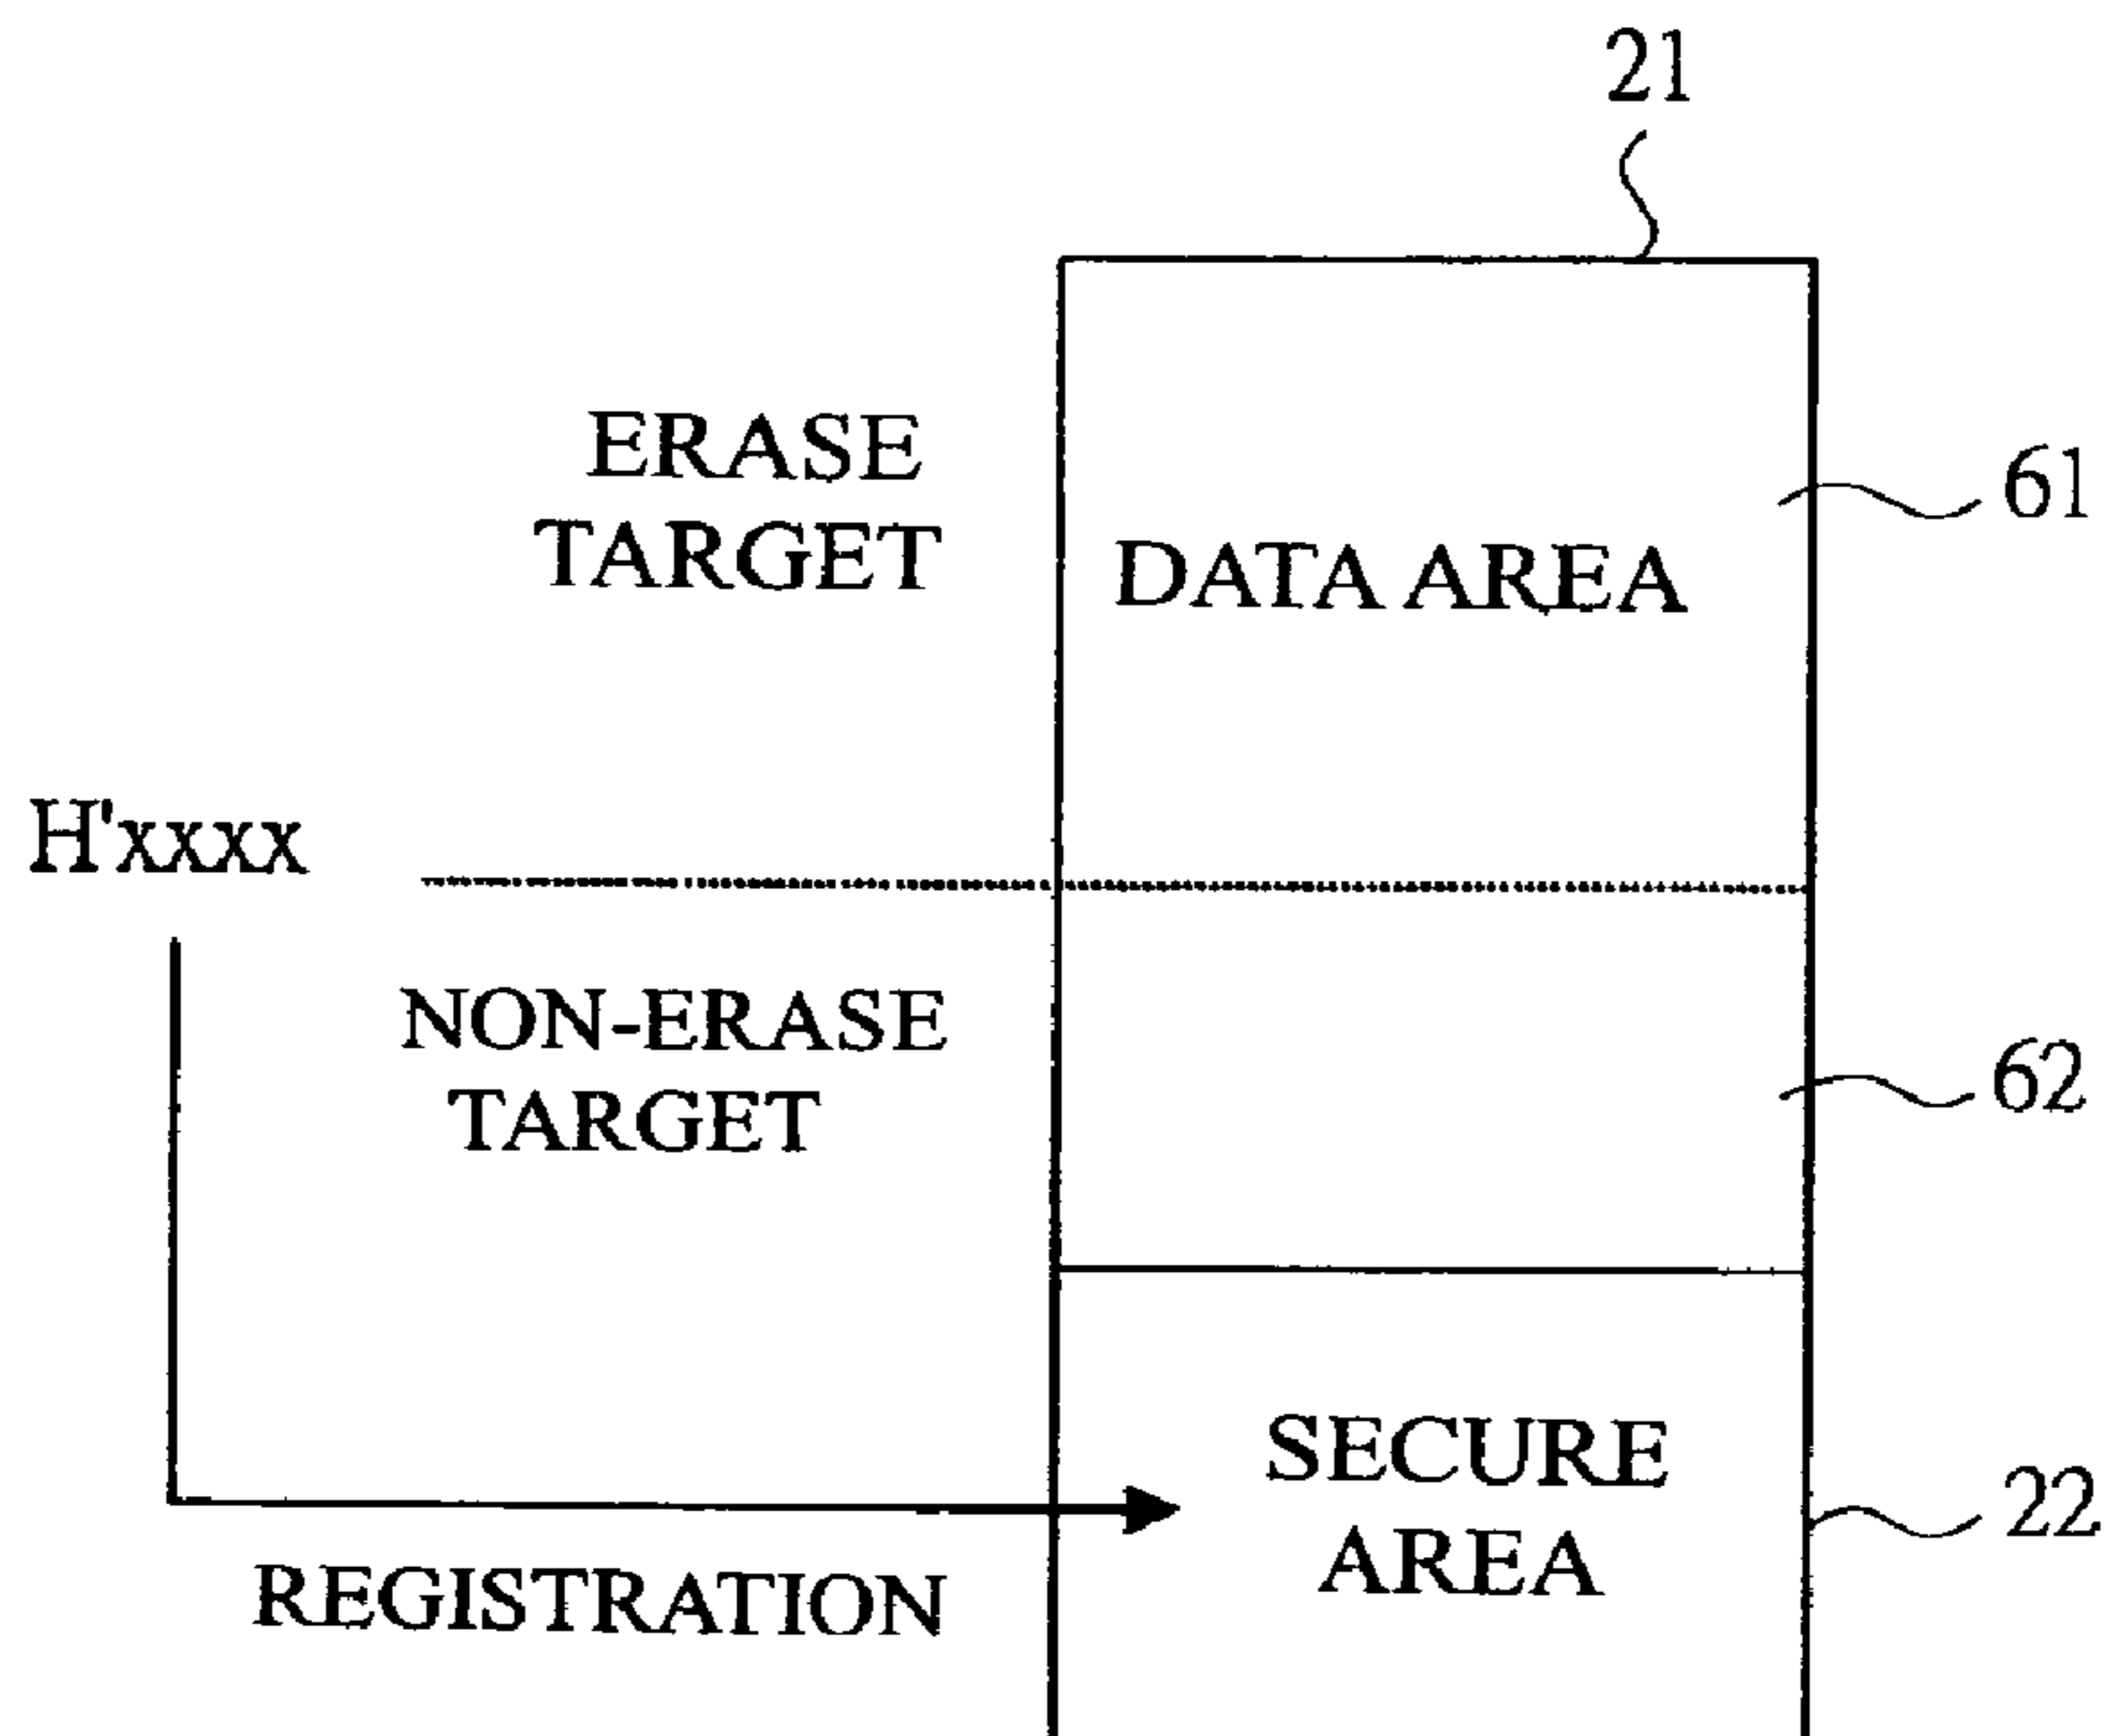 21
ERASE
TARGET
61
DATA AREA
H'xxxx
NON-ERASE
TARGET
62
SECURE
AREA
22
REGISTRATION